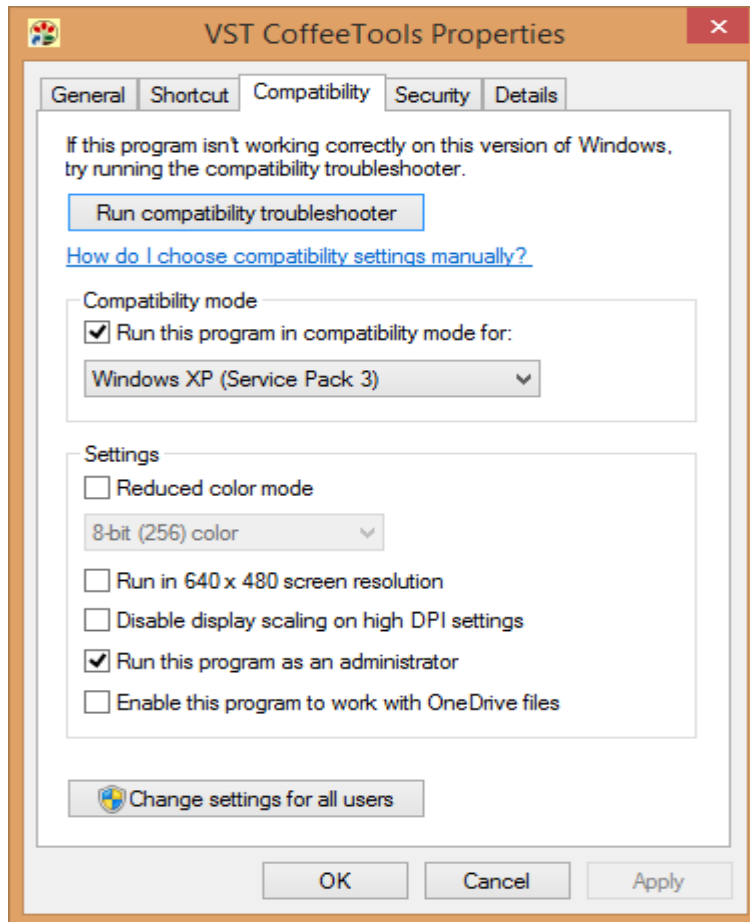 VST CoffeeTools Properties
General Shortcut Compatibility Security Details
If this program isn't working correctly on this version of Windows,
try running the compatibility troubleshooter.
Run compatibility troubleshooter
How do I choose compatibility settings manually?
Compatibility mode
Run this program in compatibility mode for:
Windows XP (Service Pack 3)
Settings
Reduced color mode
8-bit (256) color
Run in 640 x 480 screen resolution
Disable display scaling on high DPI settings
Run this program as an administrator
Enable this program to work with OneDrive files
Change settings for all users
OK Cancel Apply